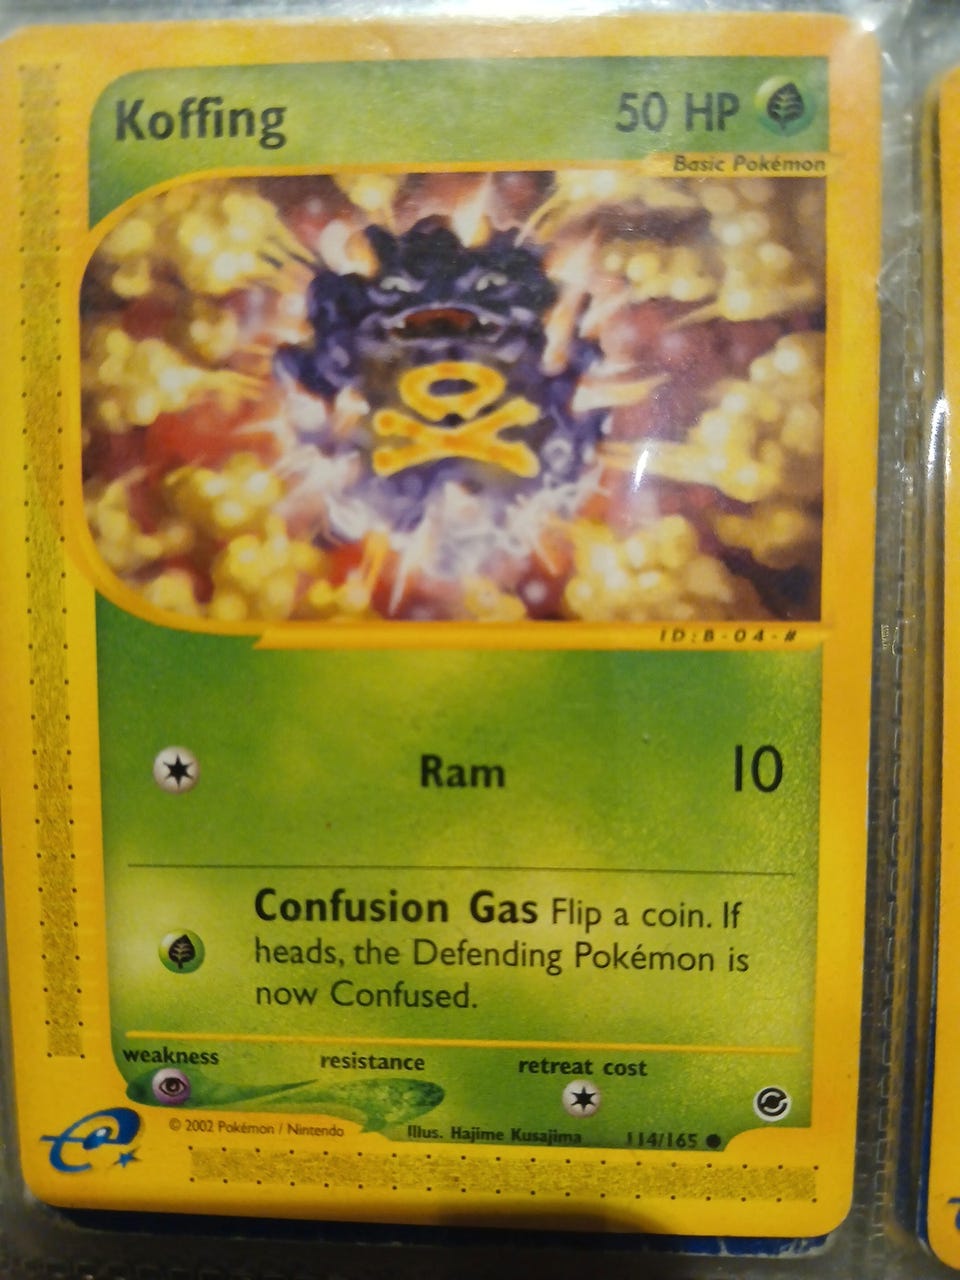 Koffing
50 HP
Basic Pokémon
ID:B-04-#
Ram 10
Confusion Gas Flip a coin. If
heads, the Defending Pokémon is
now Confused.
weakness resistance retreat cost
© 2002 Pokémon / Nintendo
Illus. Hajime Kusajima 114/165
e